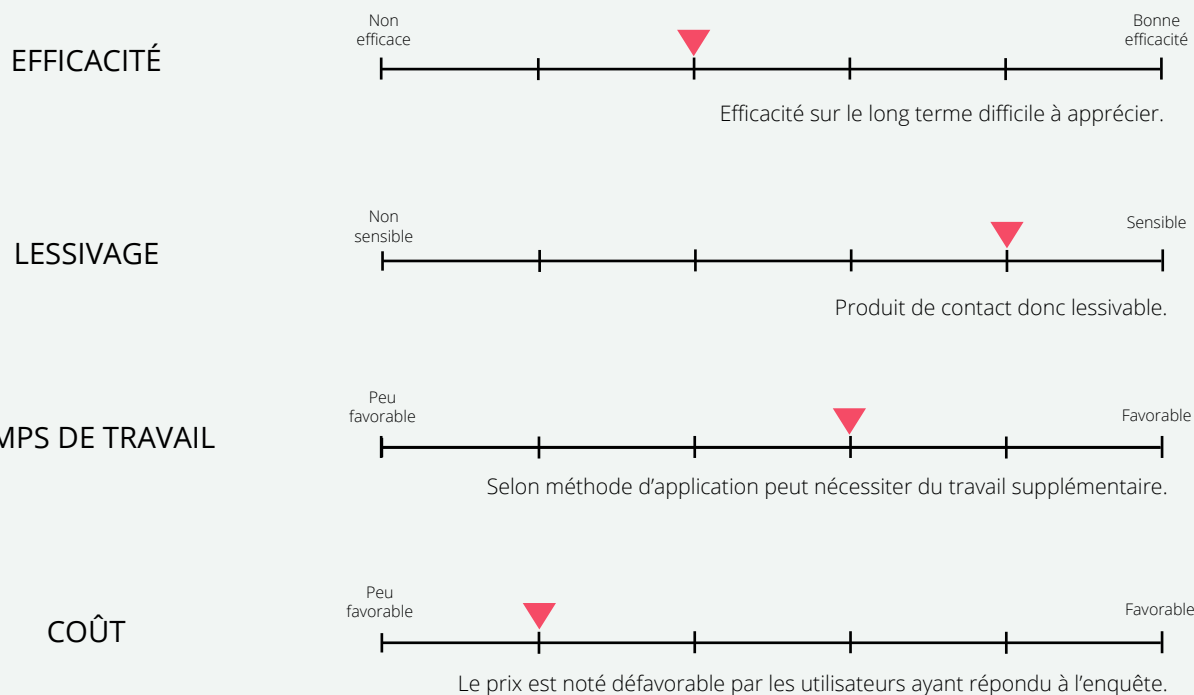 Non
efficace
Bonne
efficacité
EFFICACITÉ
Efficacité sur le long terme difficile à apprécier.
Non
sensible
Sensible
LESSIVAGE
Produit de contact donc lessivable.
Peu
favorable
Favorable
MPS DE TRAVAIL
Selon méthode d'application peut nécessiter du travail supplémentaire.
Peu
favorable
Favorable
COÛT
Le prix est noté défavorable par les utilisateurs ayant répondu à l'enquête.